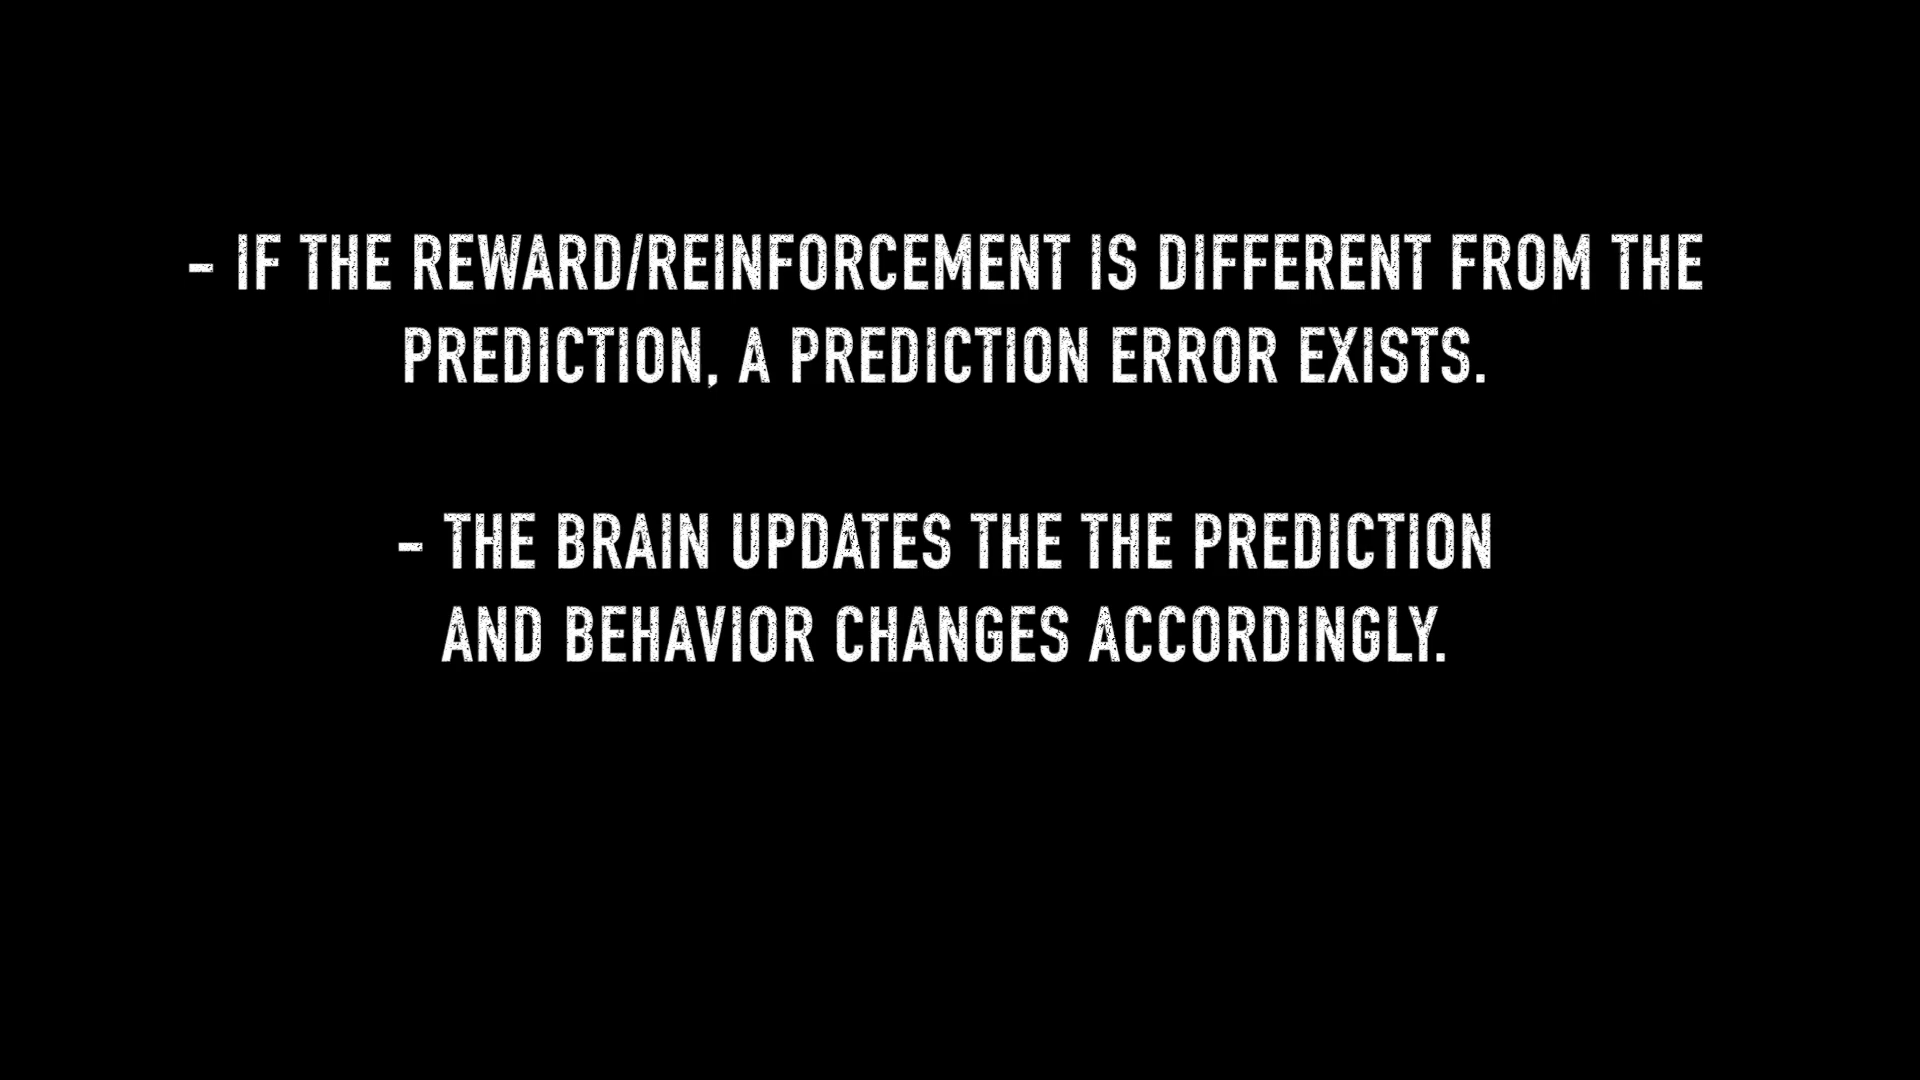 - IF THE REWARD/REINFORCEMENT IS DIFFERENT FROM THE
PREDICTION, A PREDICTION ERROR EXISTS.
- THE BRAIN UPDATES THE THE PREDICTION
AND BEHAVIOR CHANGES ACCORDINGLY.